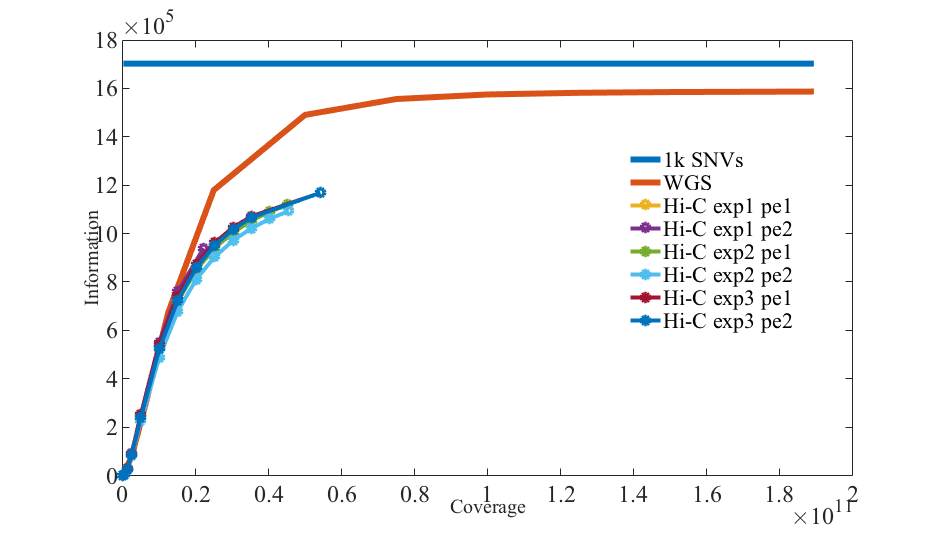 ×10⁵
18
16
14
12
10
8
6
4
2
0
Information
1k SNVs
WGS
Hi-C exp1 pe1
Hi-C exp1 pe2
Hi-C exp2 pe1
Hi-C exp2 pe2
Hi-C exp3 pe1
Hi-C exp3 pe2
0 0.2 0.4 0.6 0.8 1 1.2 1.4 1.6 1.8 2
Coverage
×10¹¹